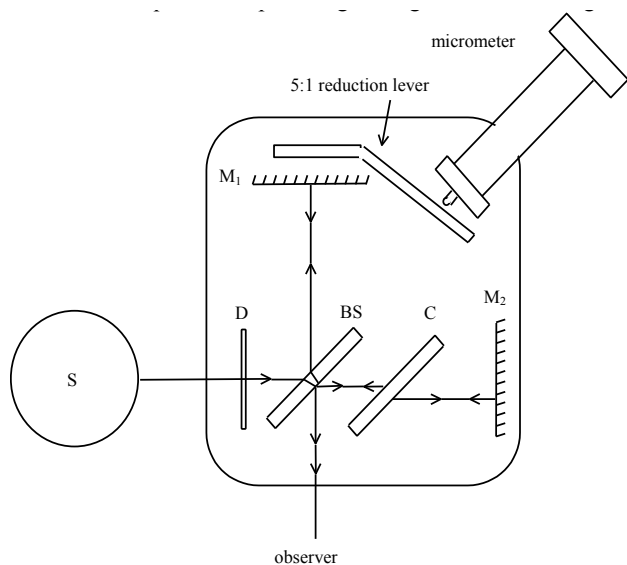 micrometer
5:1 reduction lever
M₁
M₂
D
BS
C
S
observer